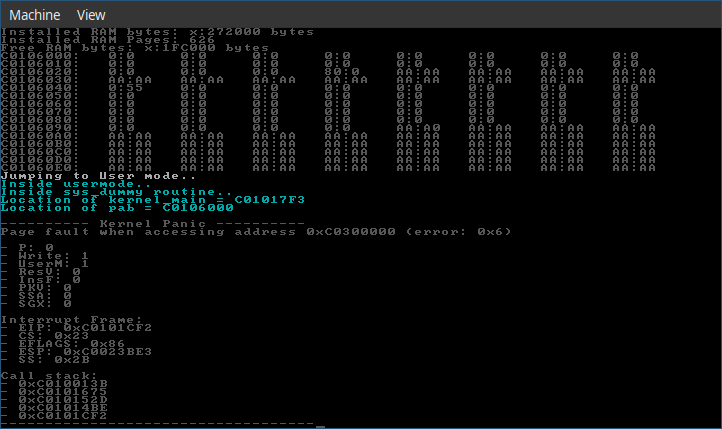 Machine View
Installed RAM bytes: x:272000 bytes
Installed RAM Pages: 626
Free RAM bytes: x:1FC000 bytes
C0106000: 0:0 0:0 0:0 0:0 0:0 0:0 0:0 0:0
C0106010: 0:0 0:0 0:0 0:0 0:0 0:0 0:0 0:0
C0106020: 0:0 0:0 0:0 80:0 AA:AA AA:AA AA:AA AA:AA
C0106030: AA:AA AA:AA AA:AA AA:AA AA:AA AA:AA AA:AA AA:AA
C0106040: 0:55 0:0 0:0 0:0 0:0 0:0 0:0 0:0
C0106050: 0:0 0:0 0:0 0:0 0:0 0:0 0:0 0:0
C0106060: 0:0 0:0 0:0 0:0 0:0 0:0 0:0 0:0
C0106070: 0:0 0:0 0:0 0:0 0:0 0:0 0:0 0:0
C0106080: 0:0 0:0 0:0 0:0 0:0 0:0 0:0 0:0
C0106090: 0:0 0:0 0:0 0:0 AA:A0 AA:AA AA:AA AA:AA
C01060A0: AA:AA AA:AA AA:AA AA:AA AA:AA AA:AA AA:AA AA:AA
C01060B0: AA:AA AA:AA AA:AA AA:AA AA:AA AA:AA AA:AA AA:AA
C01060C0: AA:AA AA:AA AA:AA AA:AA AA:AA AA:AA AA:AA AA:AA
C01060D0: AA:AA AA:AA AA:AA AA:AA AA:AA AA:AA AA:AA AA:AA
C01060E0: AA:AA AA:AA AA:AA AA:AA AA:AA AA:AA AA:AA AA:AA
Jumping to User mode..
Inside usermode..
Inside sys_dummy routine..
Location of kernel_main = C01017F3
Location of pab = C0106000
---------- Kernel Panic ----------
Page fault when accessing address 0xC0300000 (error: 0x6)
- P: 0
- Write: 1
- UserM: 1
- ResV: 0
- InsF: 0
- PKV: 0
- SSA: 0
- SGX: 0
Interrupt Frame:
- EIP: 0xC0101CF2
- CS: 0x23
- EFLAGS: 0x86
- ESP: 0xC0023BE3
- SS: 0x2B
Call stack:
- 0xC010013B
- 0xC0101675
- 0xC010152D
- 0xC01014BE
- 0xC0101CF2
-----------------------------------_